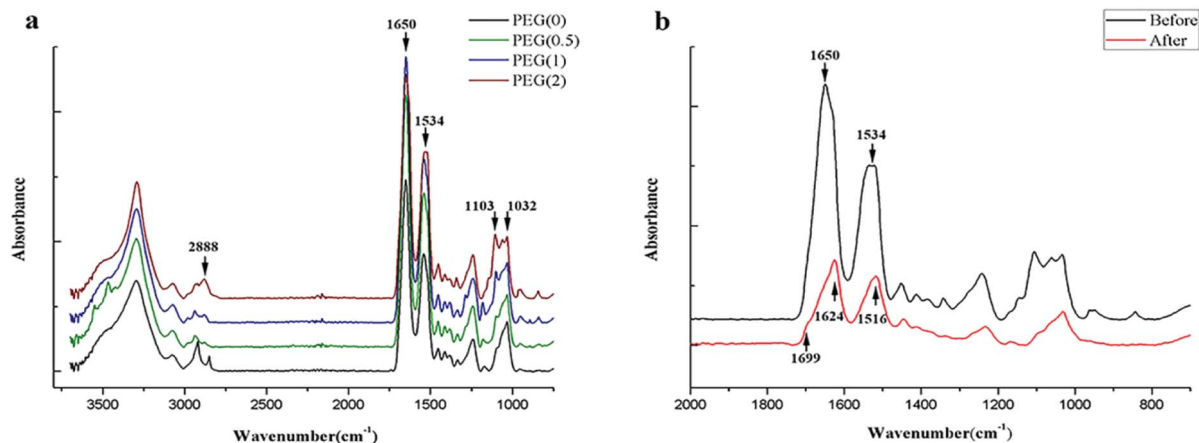 a
1650
PEG(0)
PEG(0.5)
PEG(1)
PEG(2)
1534
1103
1032
2888
Absorbance
3500
3000
2500
2000
1500
1000
Wavenumber(cm⁻¹)
b
Before
After
1650
1534
1624
1516
1699
Absorbance
2000
1800
1600
1400
1200
1000
800
Wavenumber(cm⁻¹)